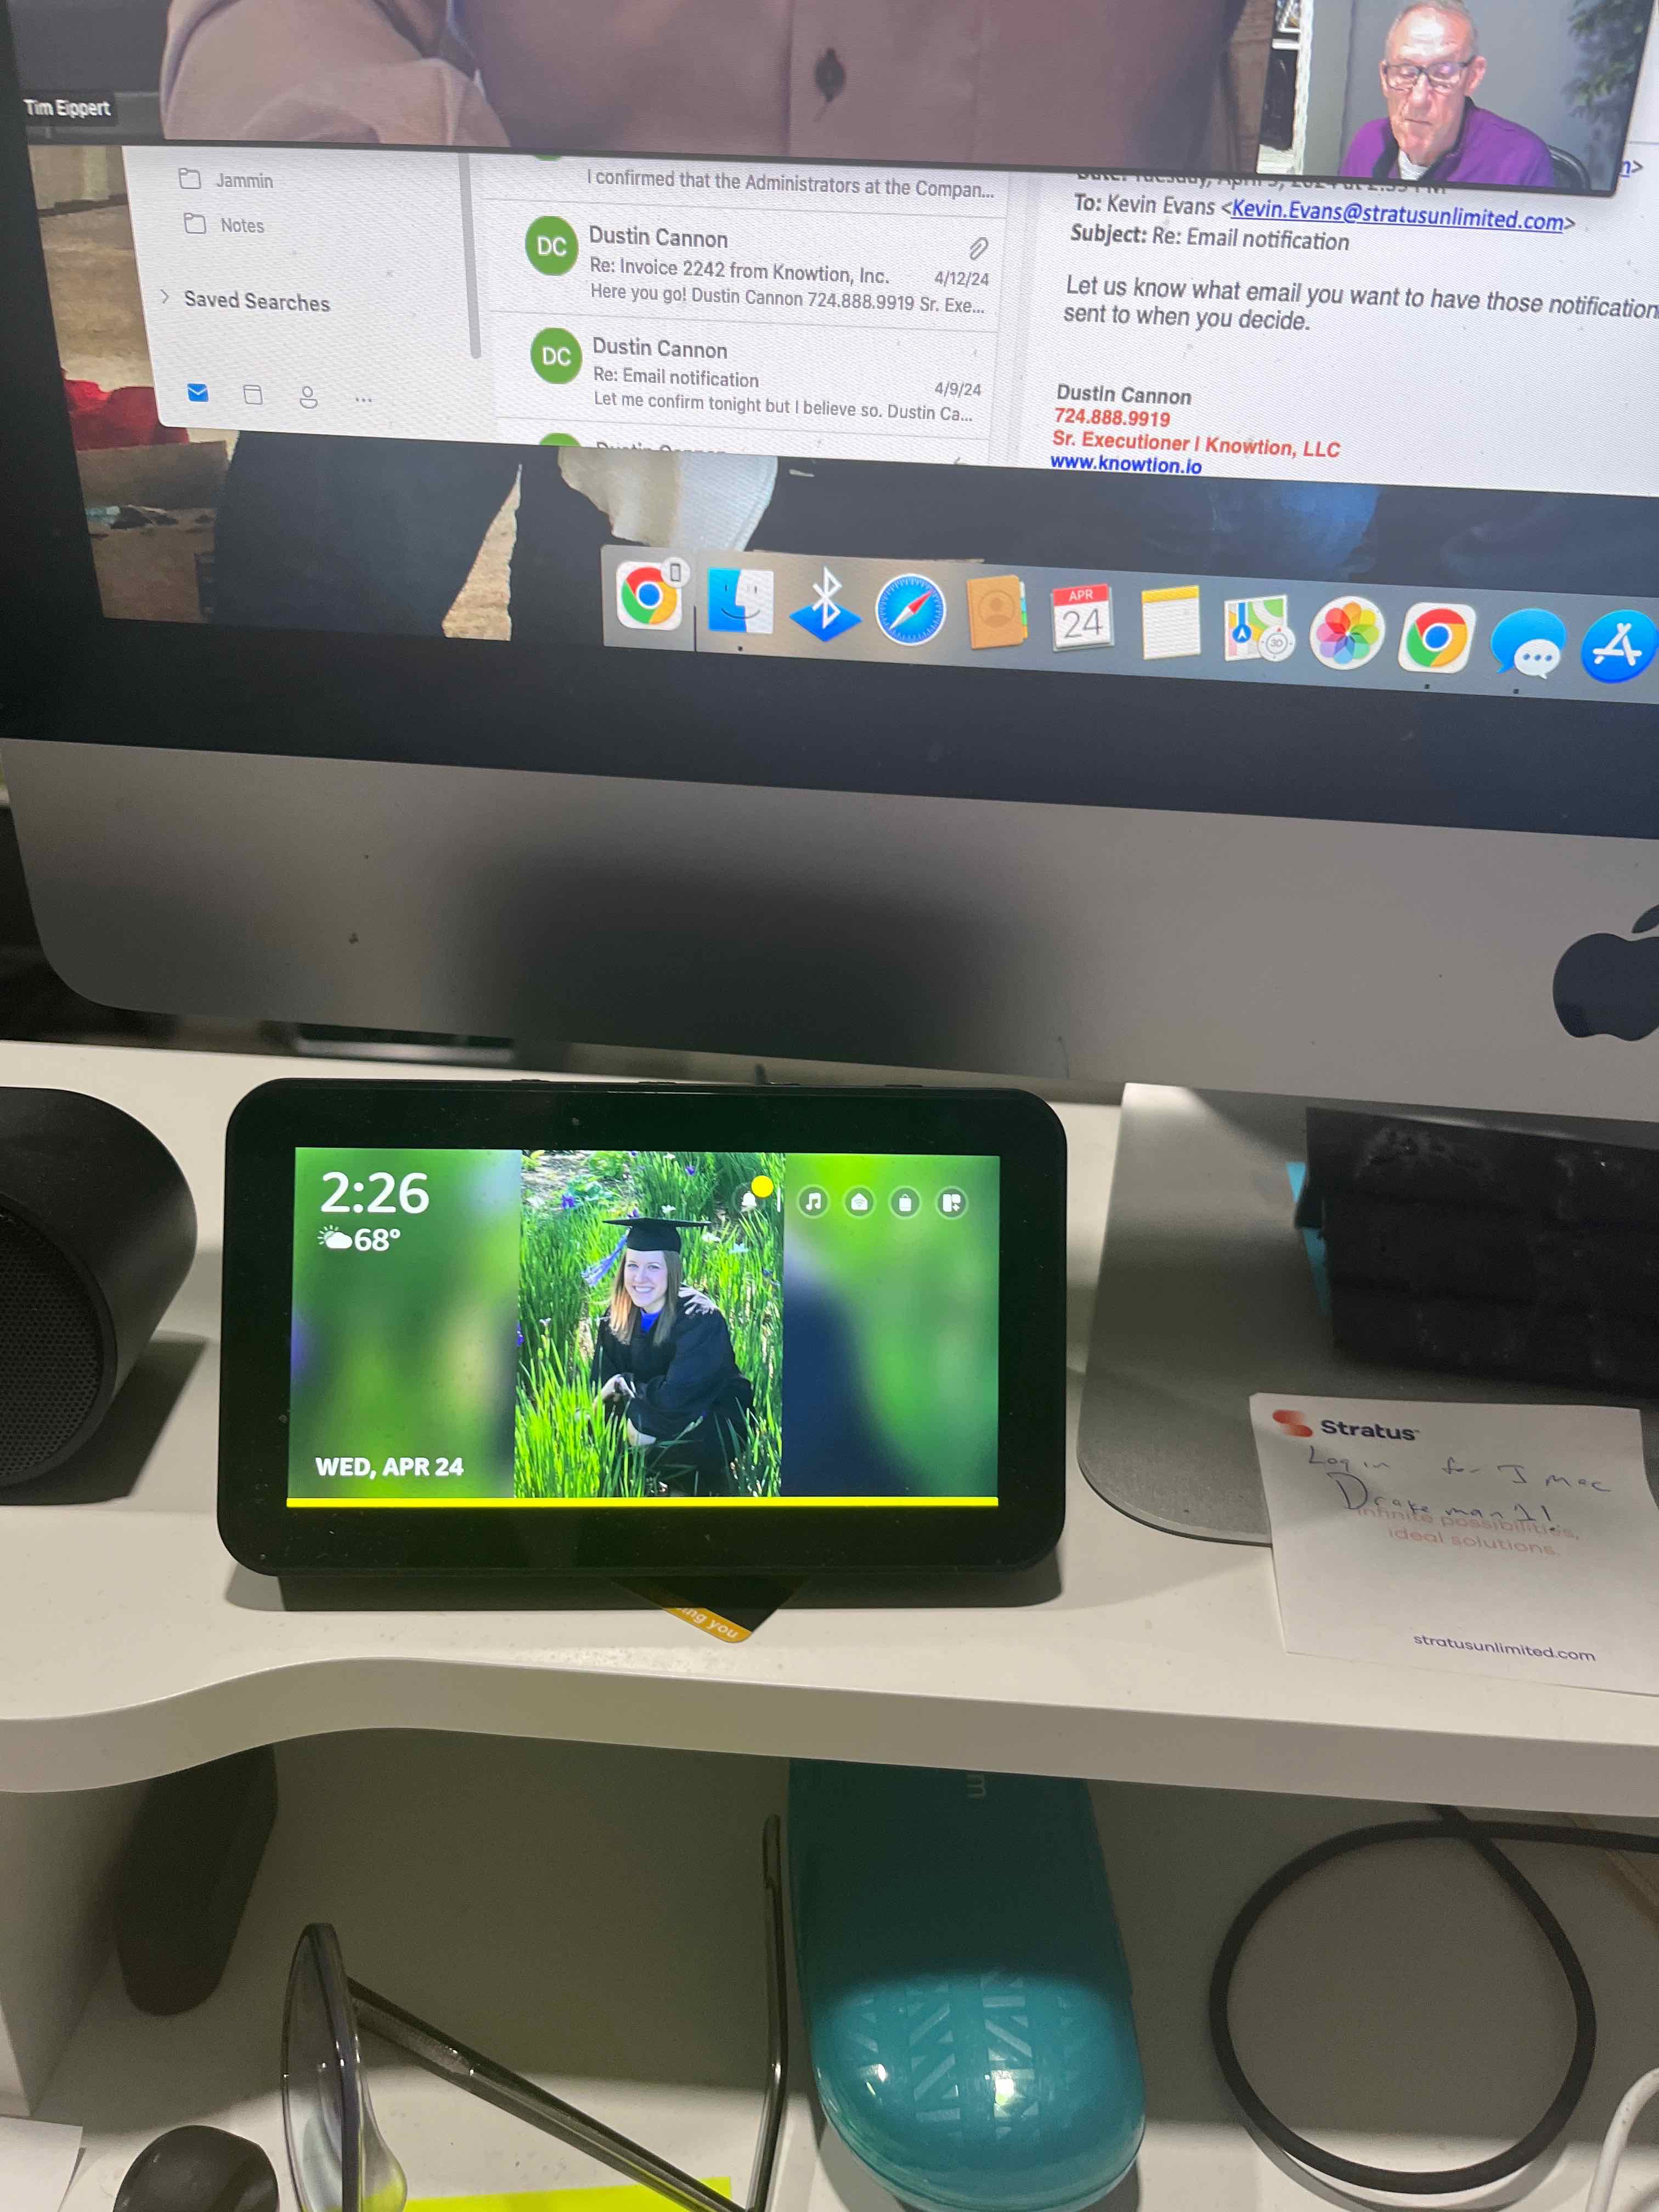 Tim Eippert
Jammin
Notes
Saved Searches
I confirmed that the Administrators at the Compan...
DC
Dustin Cannon
Re: Invoice 2242 from Knowtion, Inc. 4/12/24
Here you go! Dustin Cannon 724.888.9919 Sr. Exe...
DC
Dustin Cannon
Re: Email notification 4/9/24
Let me confirm tonight but I believe so. Dustin Ca...
To: Kevin Evans <Kevin.Evans@stratusunlimited.com>
Subject: Re: Email notification
Let us know what email you want to have those notification
sent to when you decide.
Dustin Cannon
724.888.9919
Sr. Executioner | Knowtion, LLC
www.knowtion.io
APR
24
2:26
68°
WED, APR 24
ing you
Stratus
Log in for I mac
infinite possibilities,
ideal solutions.
stratusunlimited.com